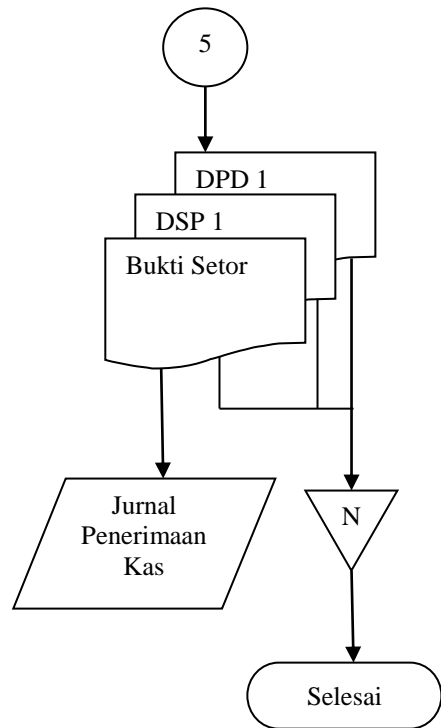 5
DPD 1
DSP 1
Bukti Setor
Jurnal
Penerimaan
Kas
N
Selesai